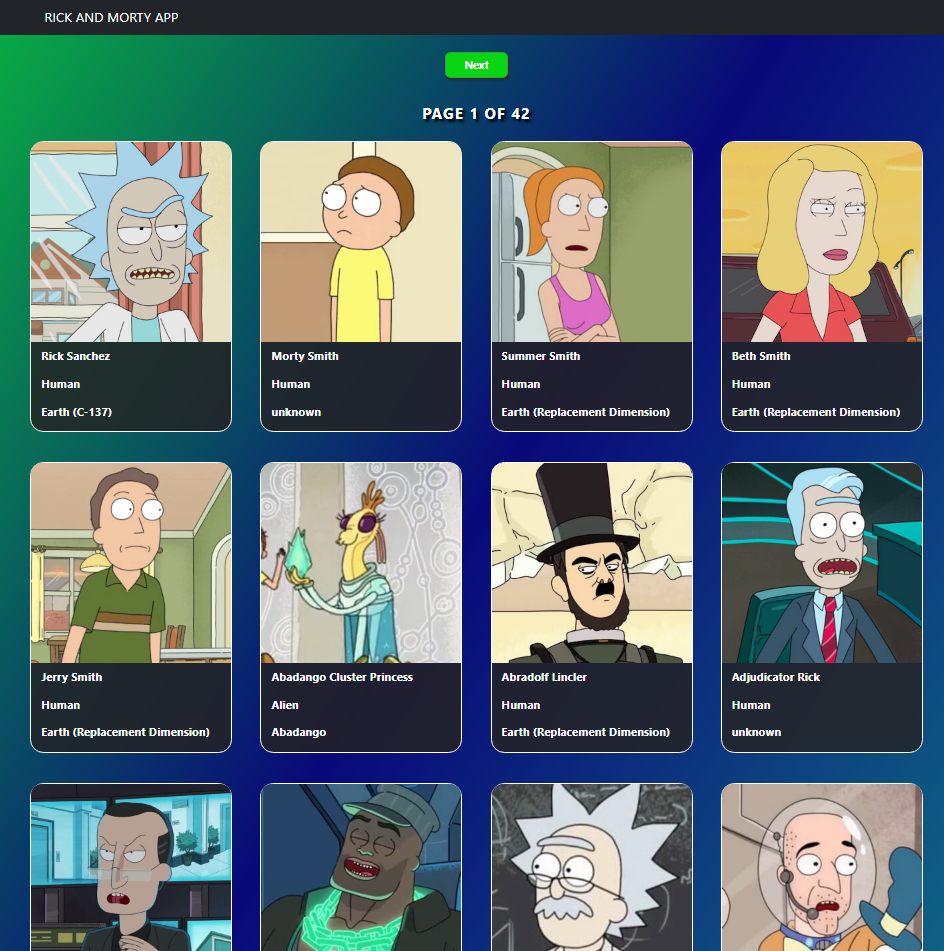 RICK AND MORTY APP
Next
PAGE 1 OF 42
Rick Sanchez
Human
Earth (C-137)
Morty Smith
Human
unknown
Summer Smith
Human
Earth (Replacement Dimension)
Beth Smith
Human
Earth (Replacement Dimension)
Jerry Smith
Human
Earth (Replacement Dimension)
Abadango Cluster Princess
Alien
Abadango
Abradolf Lincler
Human
Earth (Replacement Dimension)
Adjudicator Rick
Human
unknown